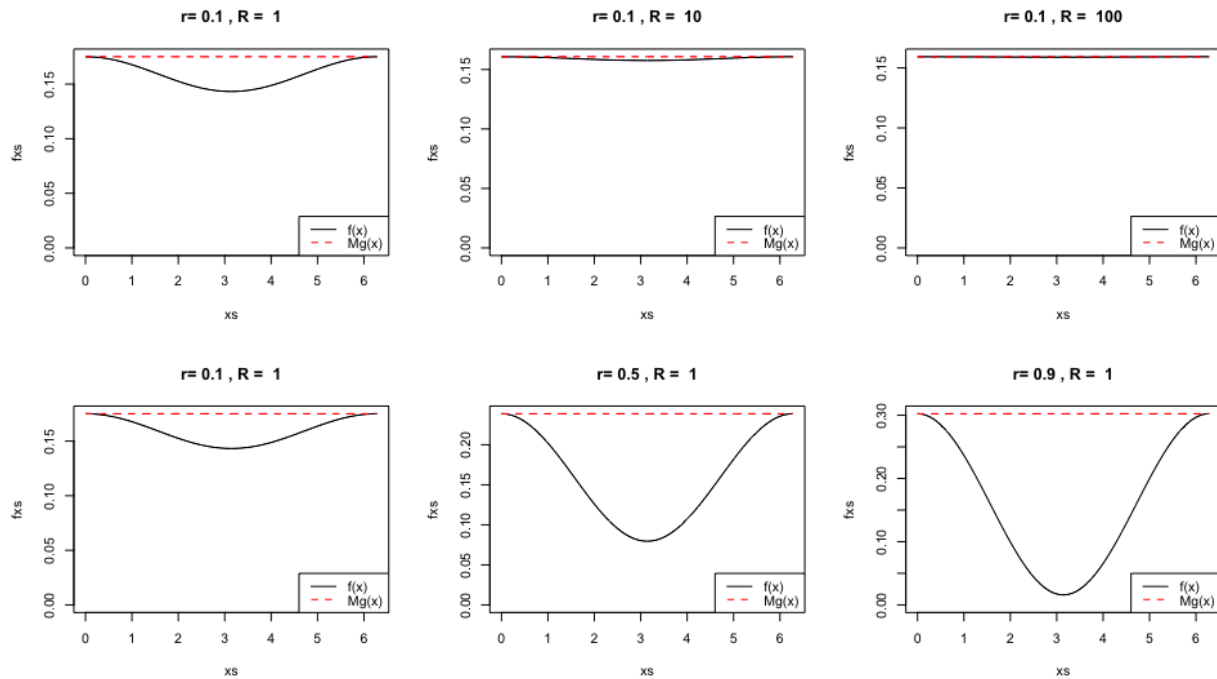 r= 0.1 , R = 1
fxs
0.00 0.05 0.10 0.15
f(x)
Mg(x)
0 1 2 3 4 5 6
xs
r= 0.1 , R = 10
fxs
0.00 0.05 0.10 0.15
f(x)
Mg(x)
0 1 2 3 4 5 6
xs
r= 0.1 , R = 100
fxs
0.00 0.05 0.10 0.15
f(x)
Mg(x)
0 1 2 3 4 5 6
xs
r= 0.1 , R = 1
fxs
0.00 0.05 0.10 0.15
f(x)
Mg(x)
0 1 2 3 4 5 6
xs
r= 0.5 , R = 1
fxs
0.00 0.05 0.10 0.15 0.20
f(x)
Mg(x)
0 1 2 3 4 5 6
xs
r= 0.9 , R = 1
fxs
0.00 0.10 0.20 0.30
f(x)
Mg(x)
0 1 2 3 4 5 6
xs